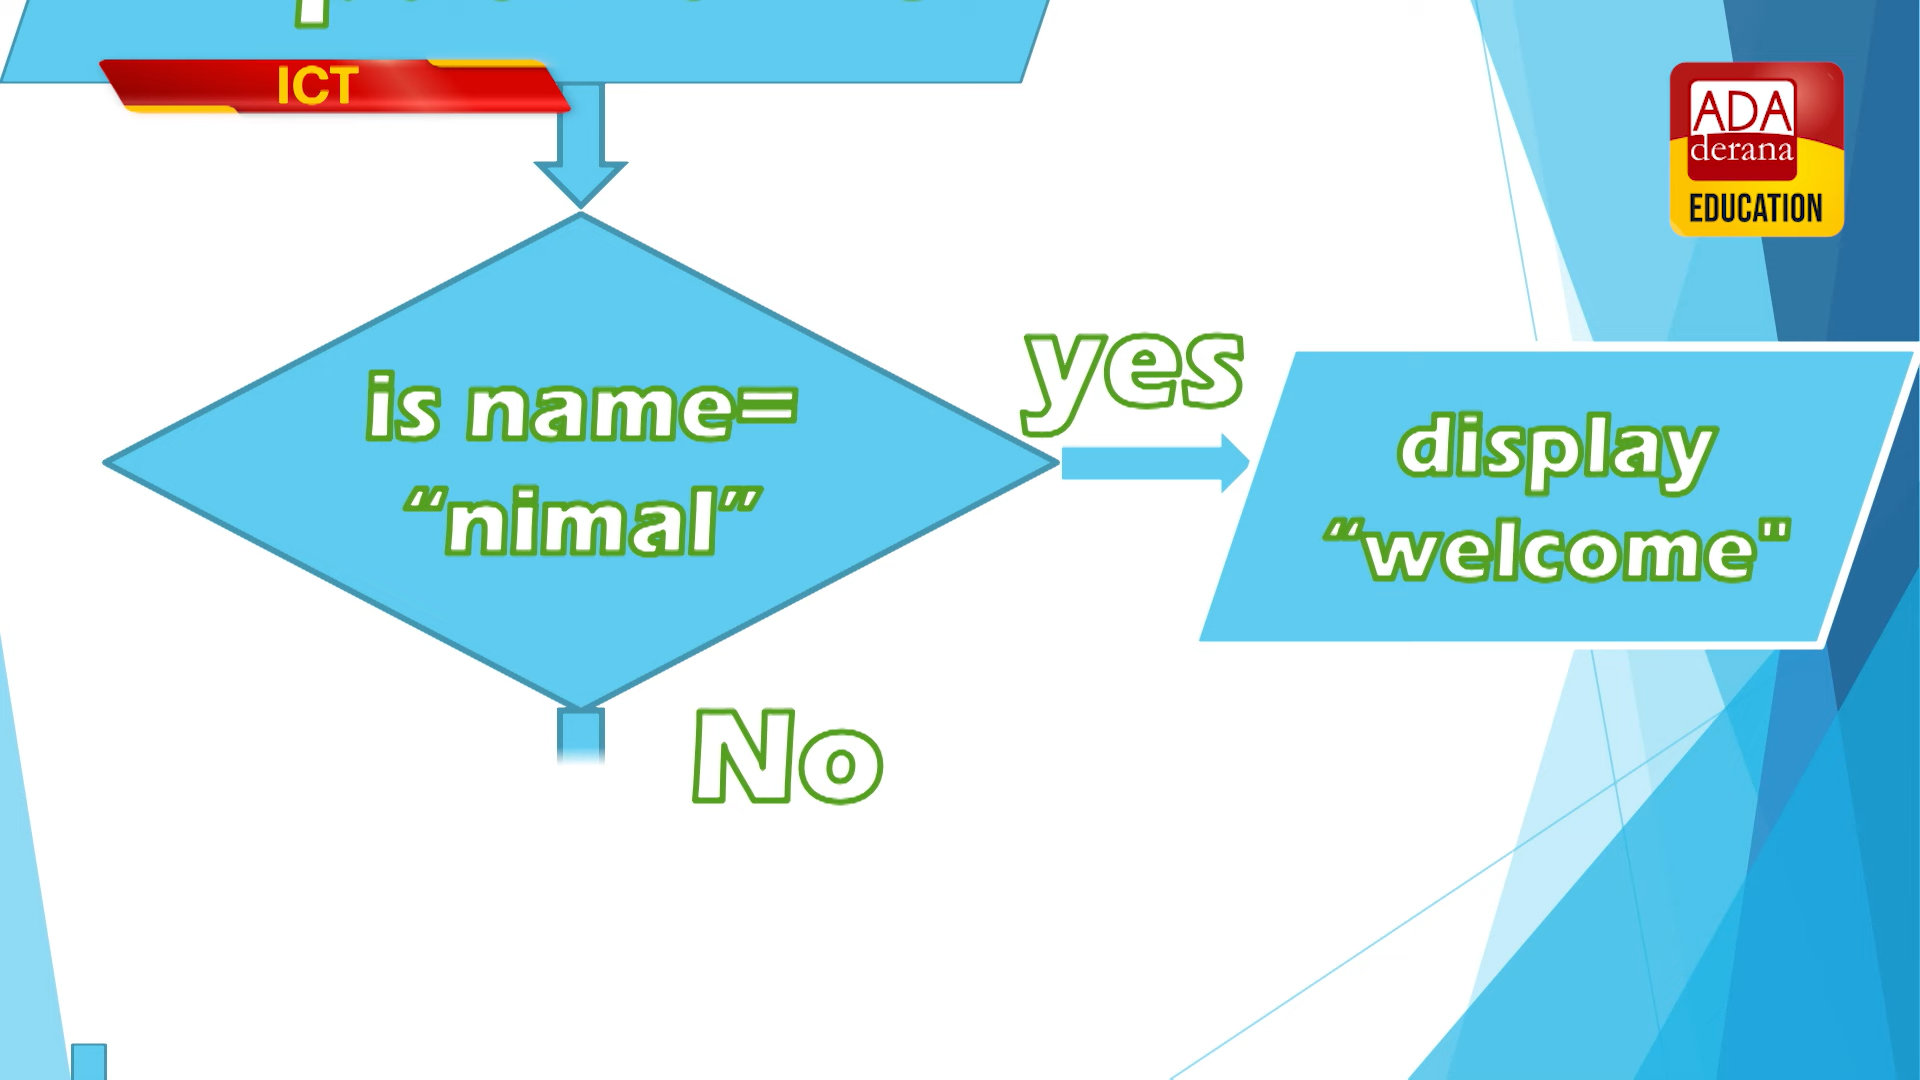 ICT
ADA
derana
EDUCATION
yes
is name=
“nimal”
display
“welcome"
No